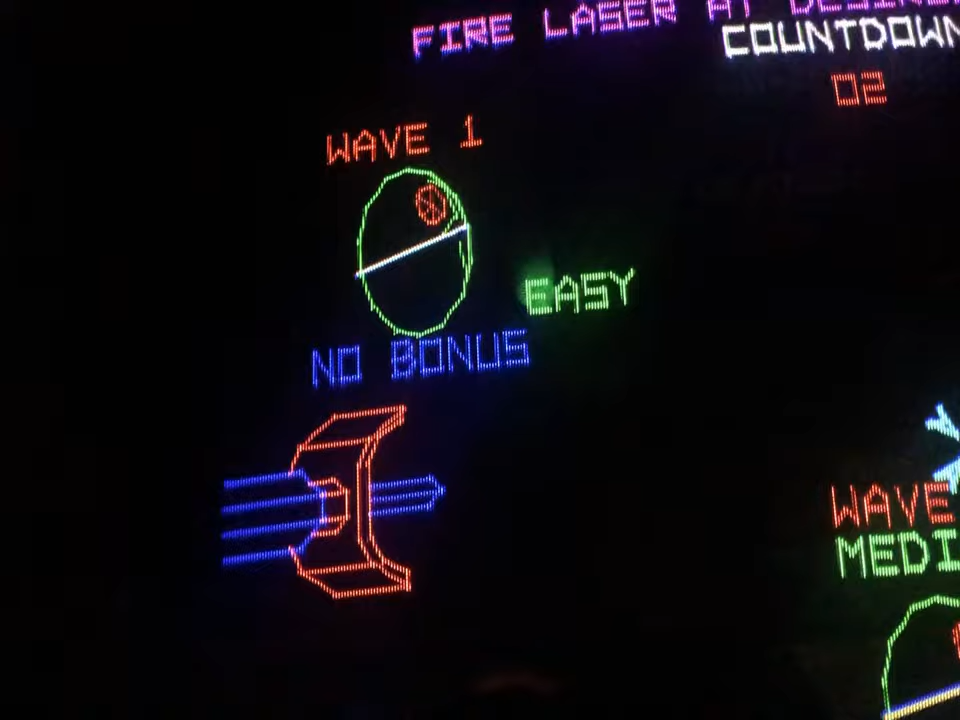 FIRE LASER AT
COUNTDOWN
02
WAVE 1
EASY
NO BONUS
WAVE